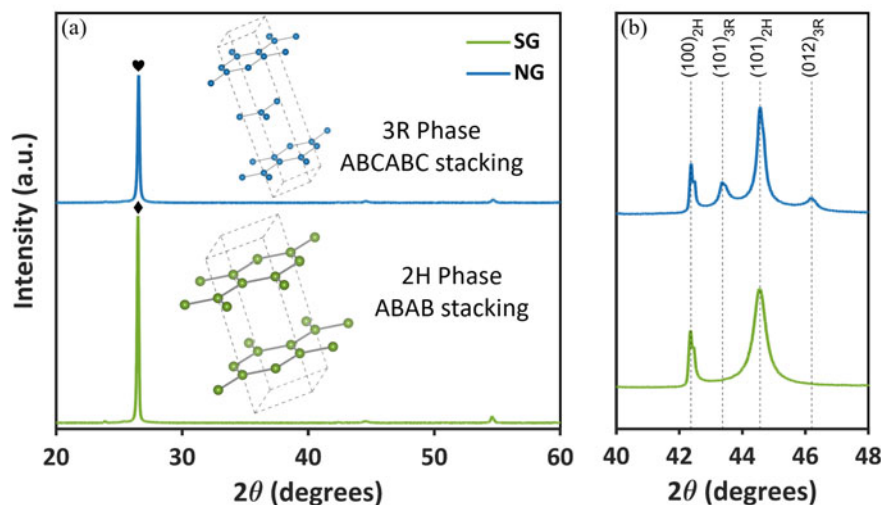 (a)
SG
NG
3R Phase
ABCABC stacking
2H Phase
ABAB stacking
Intensity (a.u.)
20 30 40 50 60
2θ (degrees)
(b)
(100)2H
(101)3R
(101)2H
(012)3R
40 42 44 46 48
2θ (degrees)